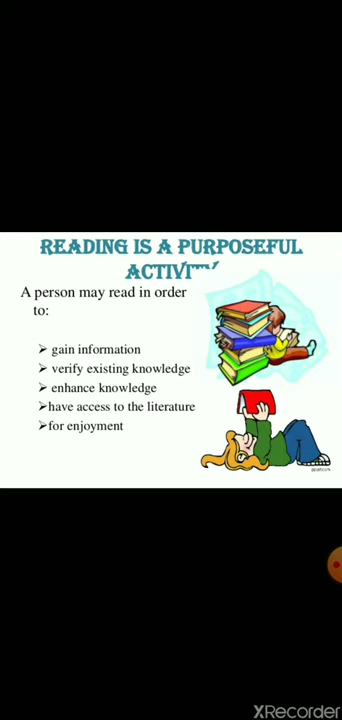 READING IS A PURPOSEFUL
ACTIVITY
A person may read in order
to:
➢ gain information
➢ verify existing knowledge
➢ enhance knowledge
➢have access to the literature
➢for enjoyment
XRecorder